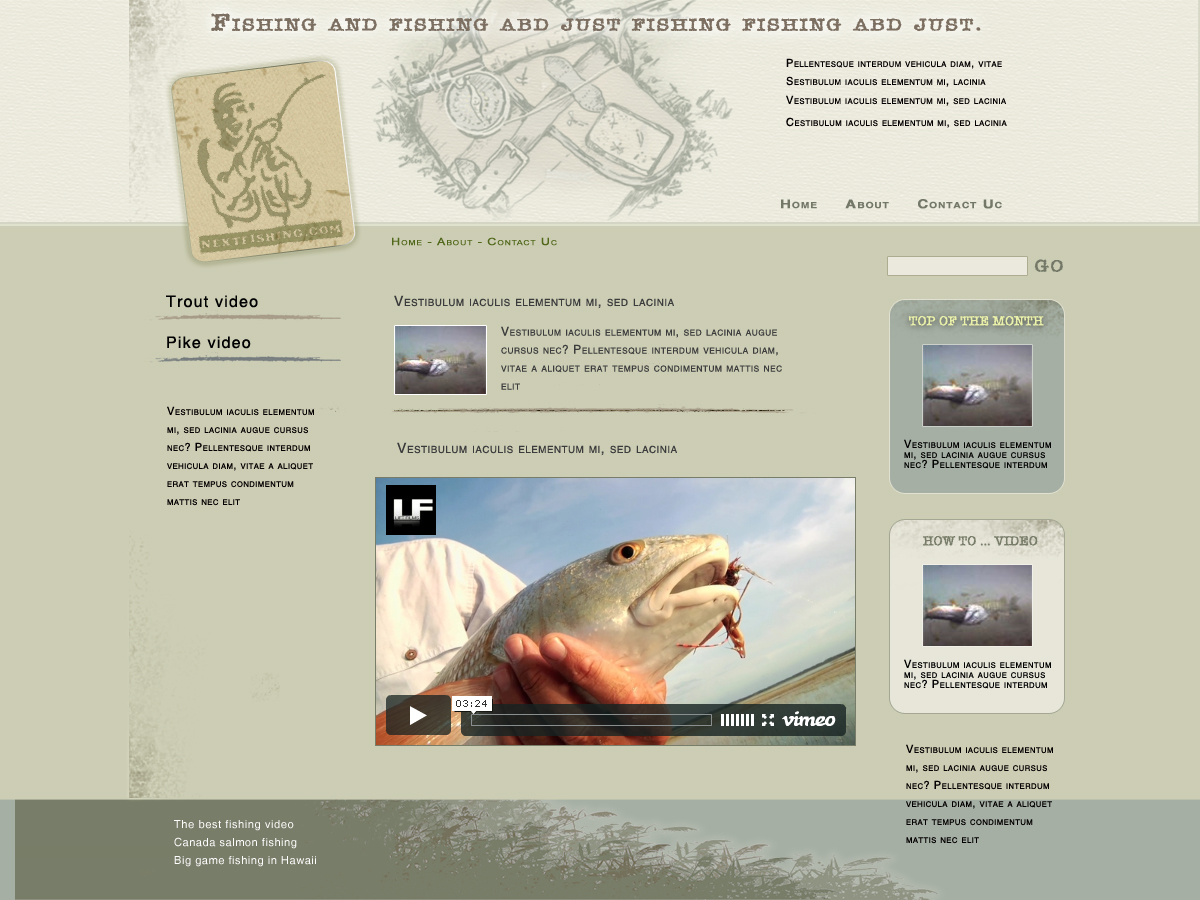 Fishing and fishing abd just fishing fishing abd just.
Pellentesque interdum vehicula diam, vitae
Sestibulum iaculis elementum mi, lacinia
Vestibulum iaculis elementum mi, sed lacinia
Cestibulum iaculis elementum mi, sed lacinia
NEXTFISHING.COM
Home About Contact Uc
Home - About - Contact Uc
GO
Trout video
Pike video
Vestibulum iaculis elementum
mi, sed lacinia augue cursus
nec? Pellentesque interdum
vehicula diam, vitae a aliquet
erat tempus condimentum
mattis nec elit
Vestibulum iaculis elementum mi, sed lacinia
Vestibulum iaculis elementum mi, sed lacinia augue
cursus nec? Pellentesque interdum vehicula diam,
vitae a aliquet erat tempus condimentum mattis nec
elit
Vestibulum iaculis elementum mi, sed lacinia
LF
03:24
vimeo
TOP OF THE MONTH
Vestibulum iaculis elementum
mi, sed lacinia augue cursus
nec? Pellentesque interdum
HOW TO ... VIDEO
Vestibulum iaculis elementum
mi, sed lacinia augue cursus
nec? Pellentesque interdum
Vestibulum iaculis elementum
mi, sed lacinia augue cursus
nec? Pellentesque interdum
vehicula diam, vitae a aliquet
erat tempus condimentum
mattis nec elit
The best fishing video
Canada salmon fishing
Big game fishing in Hawaii